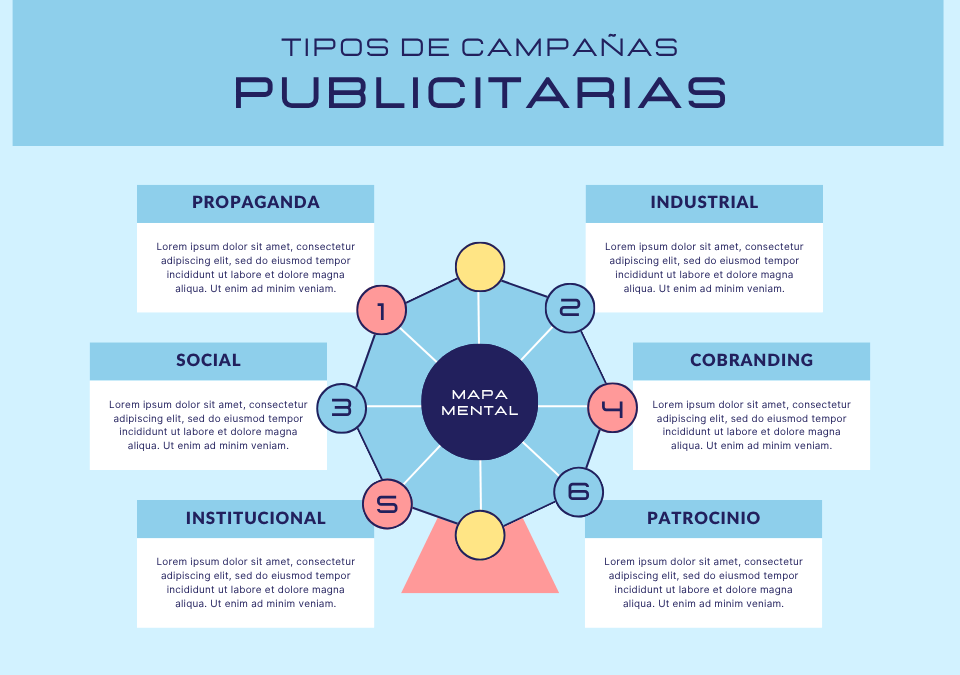 TIPOS DE CAMPAÑAS
PUBLICITARIAS
PROPAGANDA
Lorem ipsum dolor sit amet, consectetur
adipiscing elit, sed do eiusmod tempor
incididunt ut labore et dolore magna
aliqua. Ut enim ad minim veniam.
1
INDUSTRIAL
Lorem ipsum dolor sit amet, consectetur
adipiscing elit, sed do eiusmod tempor
incididunt ut labore et dolore magna
aliqua. Ut enim ad minim veniam.
2
SOCIAL
Lorem ipsum dolor sit amet, consectetur
adipiscing elit, sed do eiusmod tempor
incididunt ut labore et dolore magna
aliqua. Ut enim ad minim veniam.
3
MAPA
MENTAL
4
COBRANDING
Lorem ipsum dolor sit amet, consectetur
adipiscing elit, sed do eiusmod tempor
incididunt ut labore et dolore magna
aliqua. Ut enim ad minim veniam.
5
INSTITUCIONAL
Lorem ipsum dolor sit amet, consectetur
adipiscing elit, sed do eiusmod tempor
incididunt ut labore et dolore magna
aliqua. Ut enim ad minim veniam.
6
PATROCINIO
Lorem ipsum dolor sit amet, consectetur
adipiscing elit, sed do eiusmod tempor
incididunt ut labore et dolore magna
aliqua. Ut enim ad minim veniam.